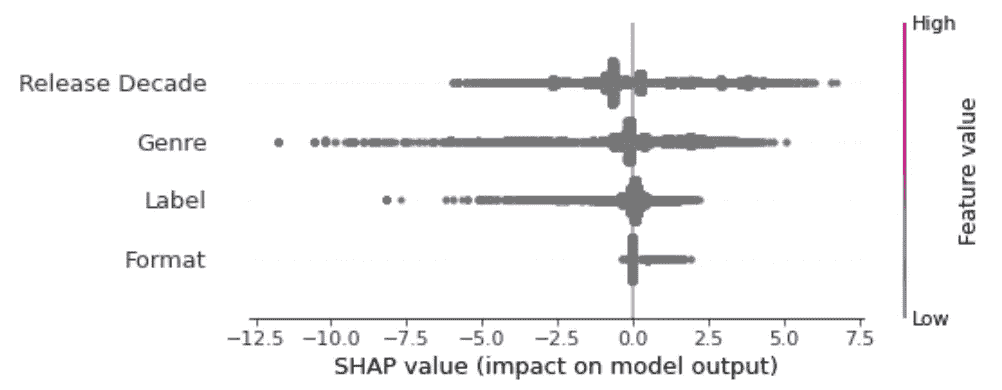 High
Release Decade
Genre
Label
Format
Feature value
Low
−12.5 −10.0 −7.5 −5.0 −2.5 0.0 2.5 5.0 7.5
SHAP value (impact on model output)